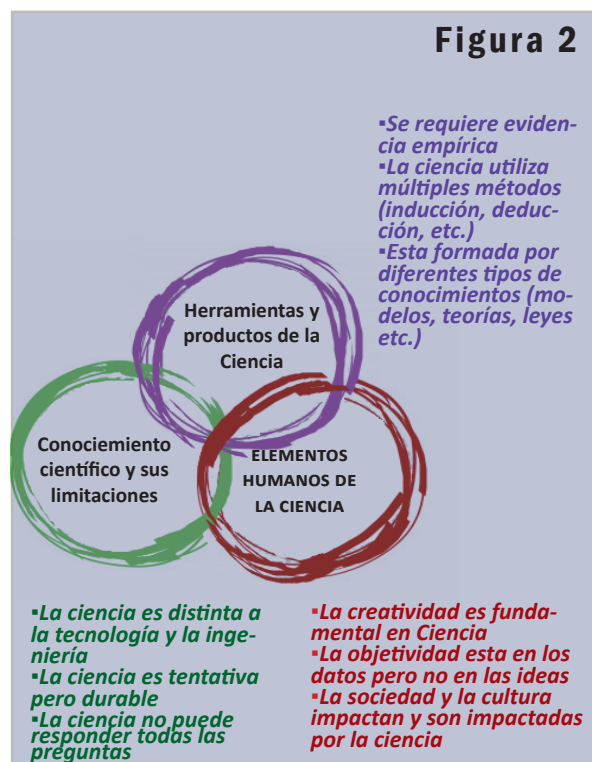 Figura 2
▪Se requiere eviden-
cia empírica
▪La ciencia utiliza
múltiples métodos
(inducción, deduc-
ción, etc.)
▪Esta formada por
diferentes tipos de
conocimientos (mo-
delos, teorías, leyes
etc.)
Herramientas y
productos de la
Ciencia
Conociemiento
científico y sus
limitaciones
ELEMENTOS
HUMANOS DE
LA CIENCIA
▪La ciencia es distinta a
la tecnología y la inge-
niería
▪La ciencia es tentativa
pero durable
▪La ciencia no puede
responder todas las
preguntas
▪La creatividad es funda-
mental en Ciencia
▪La objetividad esta en los
datos pero no en las ideas
▪La sociedad y la cultura
impactan y son impactadas
por la ciencia